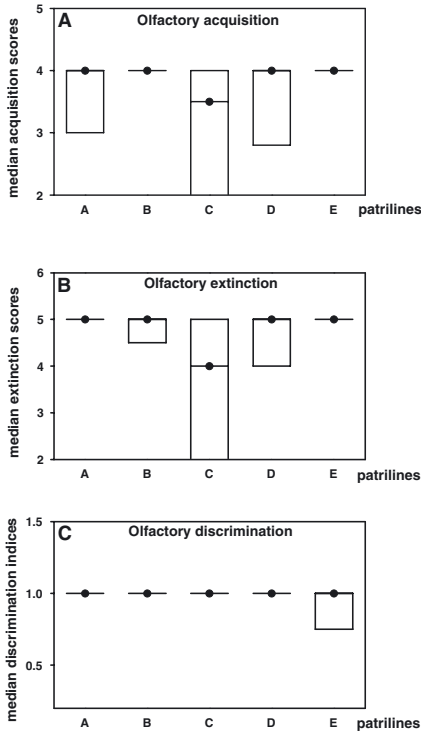 A Olfactory acquisition
median acquisition scores
5
4
3
2
A B C D E patrilines
B Olfactory extinction
median extinction scores
6
5
4
3
2
A B C D E patrilines
C Olfactory discrimination
median discrimination indices
1.5
1.0
0.5
A B C D E patrilines